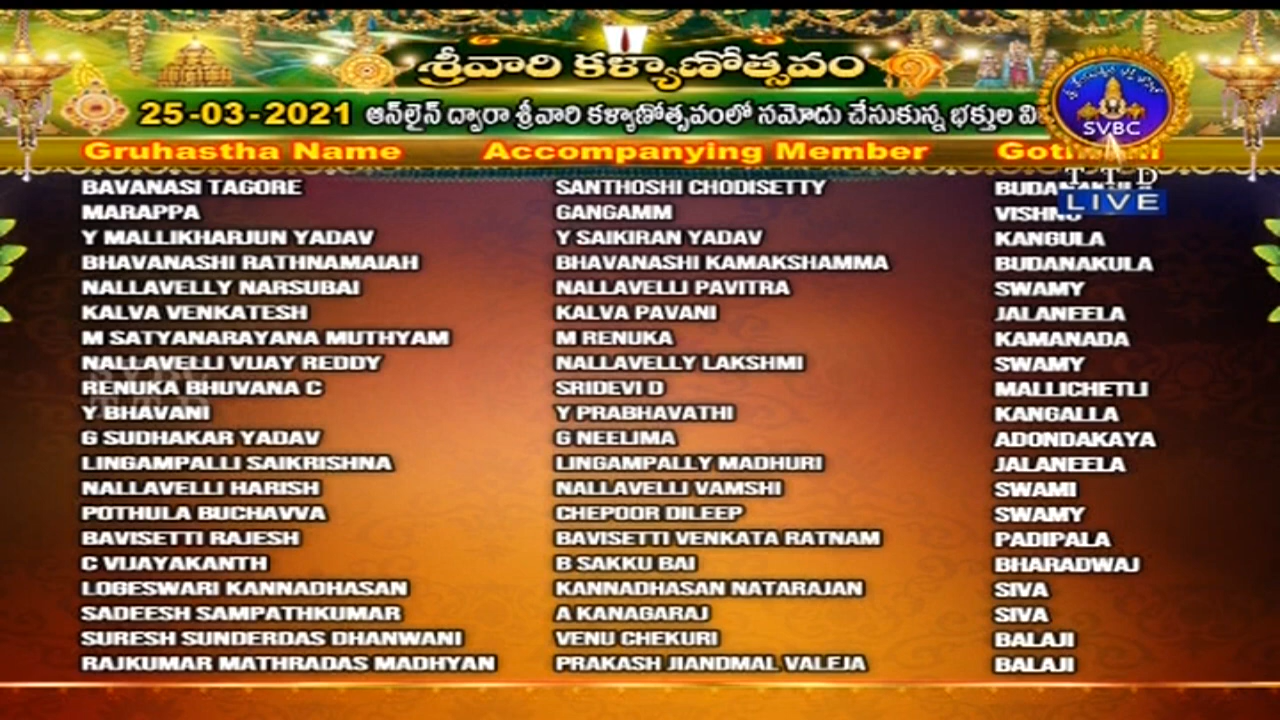 శ్రీవారి కళ్యాణోత్సవం
25-03-2021 ఆన్‌లైన్ ద్వారా శ్రీవారి కళ్యాణోత్సవంలో నమోదు చేసుకున్న భక్తుల వి
SVBC
Gruhastha Name Accompanying Member
TTD
LIVE
BAVANASI TAGORE SANTHOSHI CHODISETTY
MARAPPA GANGAMM
Y MALLIKHARJUN YADAV Y SAIKIRAN YADAV KANGULA
BHAVANASHI RATHNAMAIAH BHAVANASHI KAMAKSHAMMA BUDANAKULA
NALLAVELLY NARSUBAI NALLAVELLI PAVITRA SWAMY
KALVA VENKATESH KALVA PAVANI JALANEELA
M SATYANARAYANA MUTHYAM M RENUKA KAMANADA
NALLAVELLI VIJAY REDDY NALLAVELLY LAKSHMI SWAMY
RENUKA BHUVANA C SRIDEVI D MALLICHETLI
Y BHAVANI Y PRABHAVATHI KANGALLA
G SUDHAKAR YADAV G NEELIMA ADONDAKAYA
LINGAMPALLI SAIKRISHNA LINGAMPALLY MADHURI JALANEELA
NALLAVELLI HARISH NALLAVELLI VAMSHI SWAMI
POTHULA BUCHAVVA CHEPOOR DILEEP SWAMY
BAVISETTI RAJESH BAVISETTI VENKATA RATNAM PADIPALA
C VIJAYAKANTH B SAKKU BAI BHARADWAJ
LOGESWARI KANNADHASAN KANNADHASAN NATARAJAN SIVA
SADEESH SAMPATHKUMAR A KANAGARAJ SIVA
SURESH SUNDERDAS DHANWANI VENU CHEKURI BALAJI
RAJKUMAR MATHRADAS MADHYAN PRAKASH JIANDMAL VALEJA BALAJI